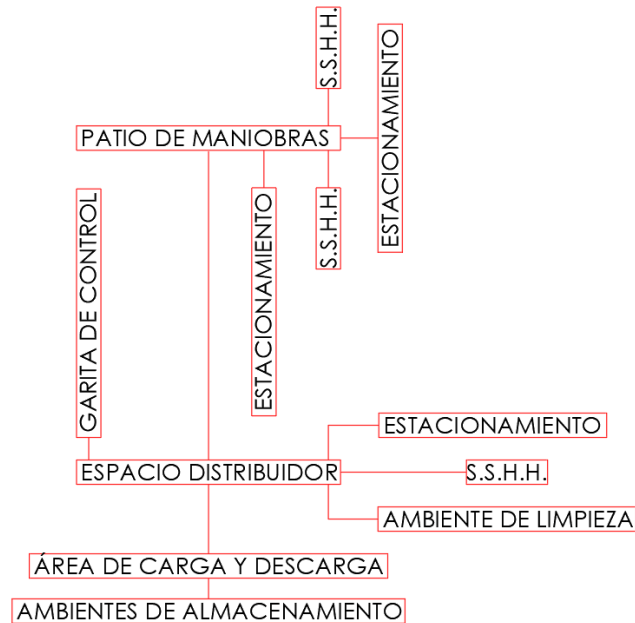 S.S.H.H.
ESTACIONAMIENTO
PATIO DE MANIOBRAS
GARITA DE CONTROL
ESTACIONAMIENTO
S.S.H.H.
ESTACIONAMIENTO
ESPACIO DISTRIBUIDOR
S.S.H.H.
AMBIENTE DE LIMPIEZA
ÁREA DE CARGA Y DESCARGA
AMBIENTES DE ALMACENAMIENTO